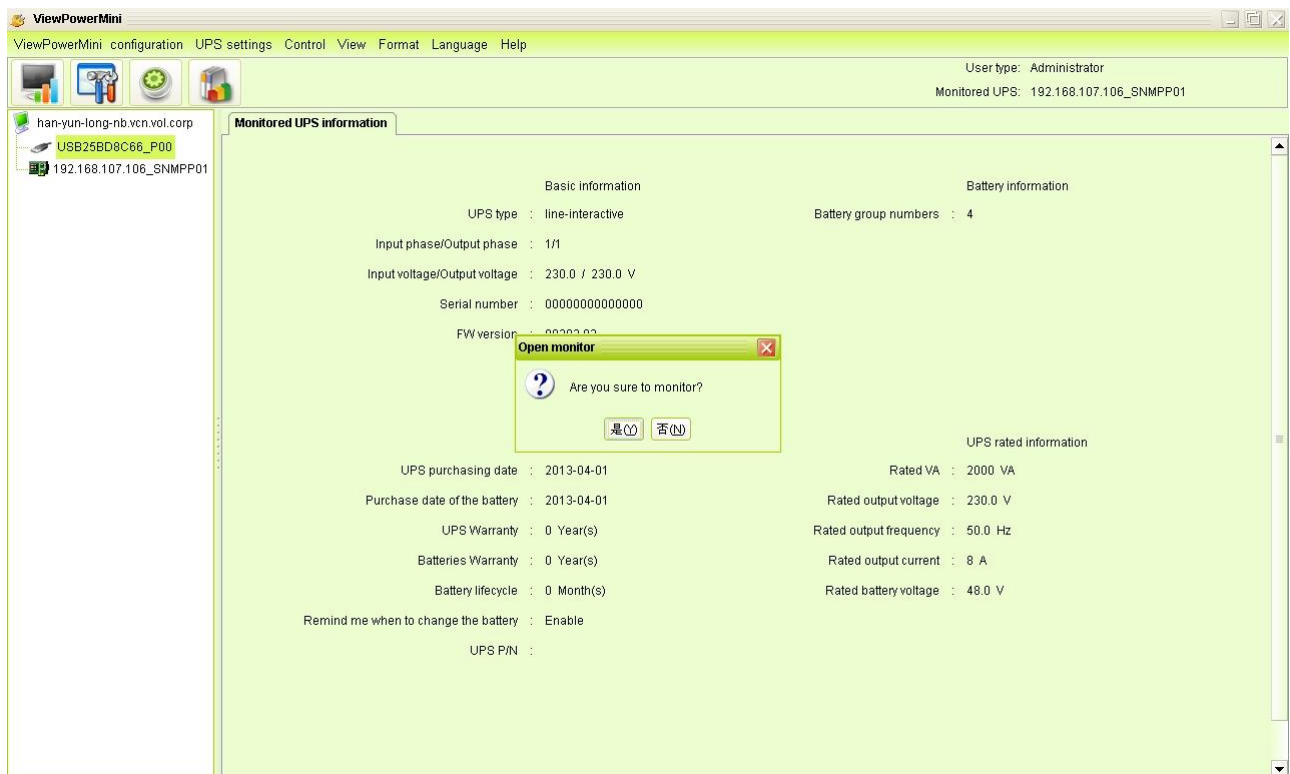 ViewPowerMini
ViewPowerMini configuration UPS settings Control View Format Language Help
User type: Administrator
Monitored UPS: 192.168.107.106_SNMPP01
han-yun-long-nb.vcn.vol.corp
USB25BD8C66_P00
192.168.107.106_SNMPP01
Monitored UPS information
Basic information
UPS type : line-interactive
Input phase/Output phase : 1/1
Input voltage/Output voltage : 230.0 / 230.0 V
Serial number : 00000000000000
FW version :
Battery information
Battery group numbers : 4
Open monitor
Are you sure to monitor?
是(Y) 否(N)
UPS purchasing date : 2013-04-01
Purchase date of the battery : 2013-04-01
UPS Warranty : 0 Year(s)
Batteries Warranty : 0 Year(s)
Battery lifecycle : 0 Month(s)
Remind me when to change the battery : Enable
UPS P/N :
UPS rated information
Rated VA : 2000 VA
Rated output voltage : 230.0 V
Rated output frequency : 50.0 Hz
Rated output current : 8 A
Rated battery voltage : 48.0 V